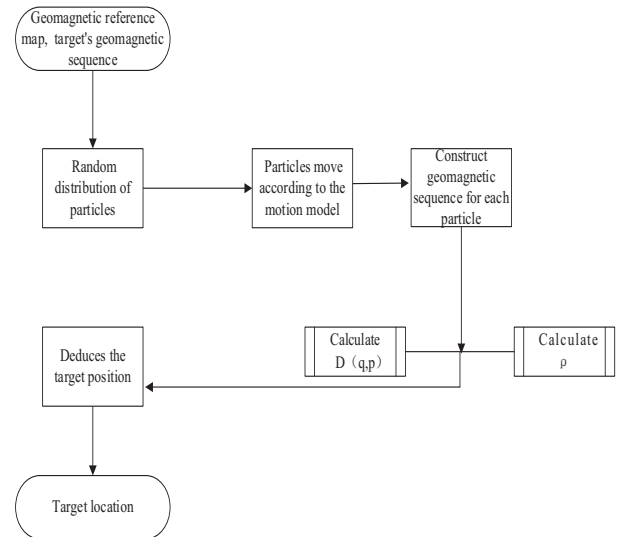 Geomagnetic reference
map, target's geomagnetic
sequence
Random
distribution of
particles
Particles move
according to the
motion model
Construct
geomagnetic
sequence for each
particle
Calculate
D（q,p）
Calculate
ρ
Deduces the
target position
Target location